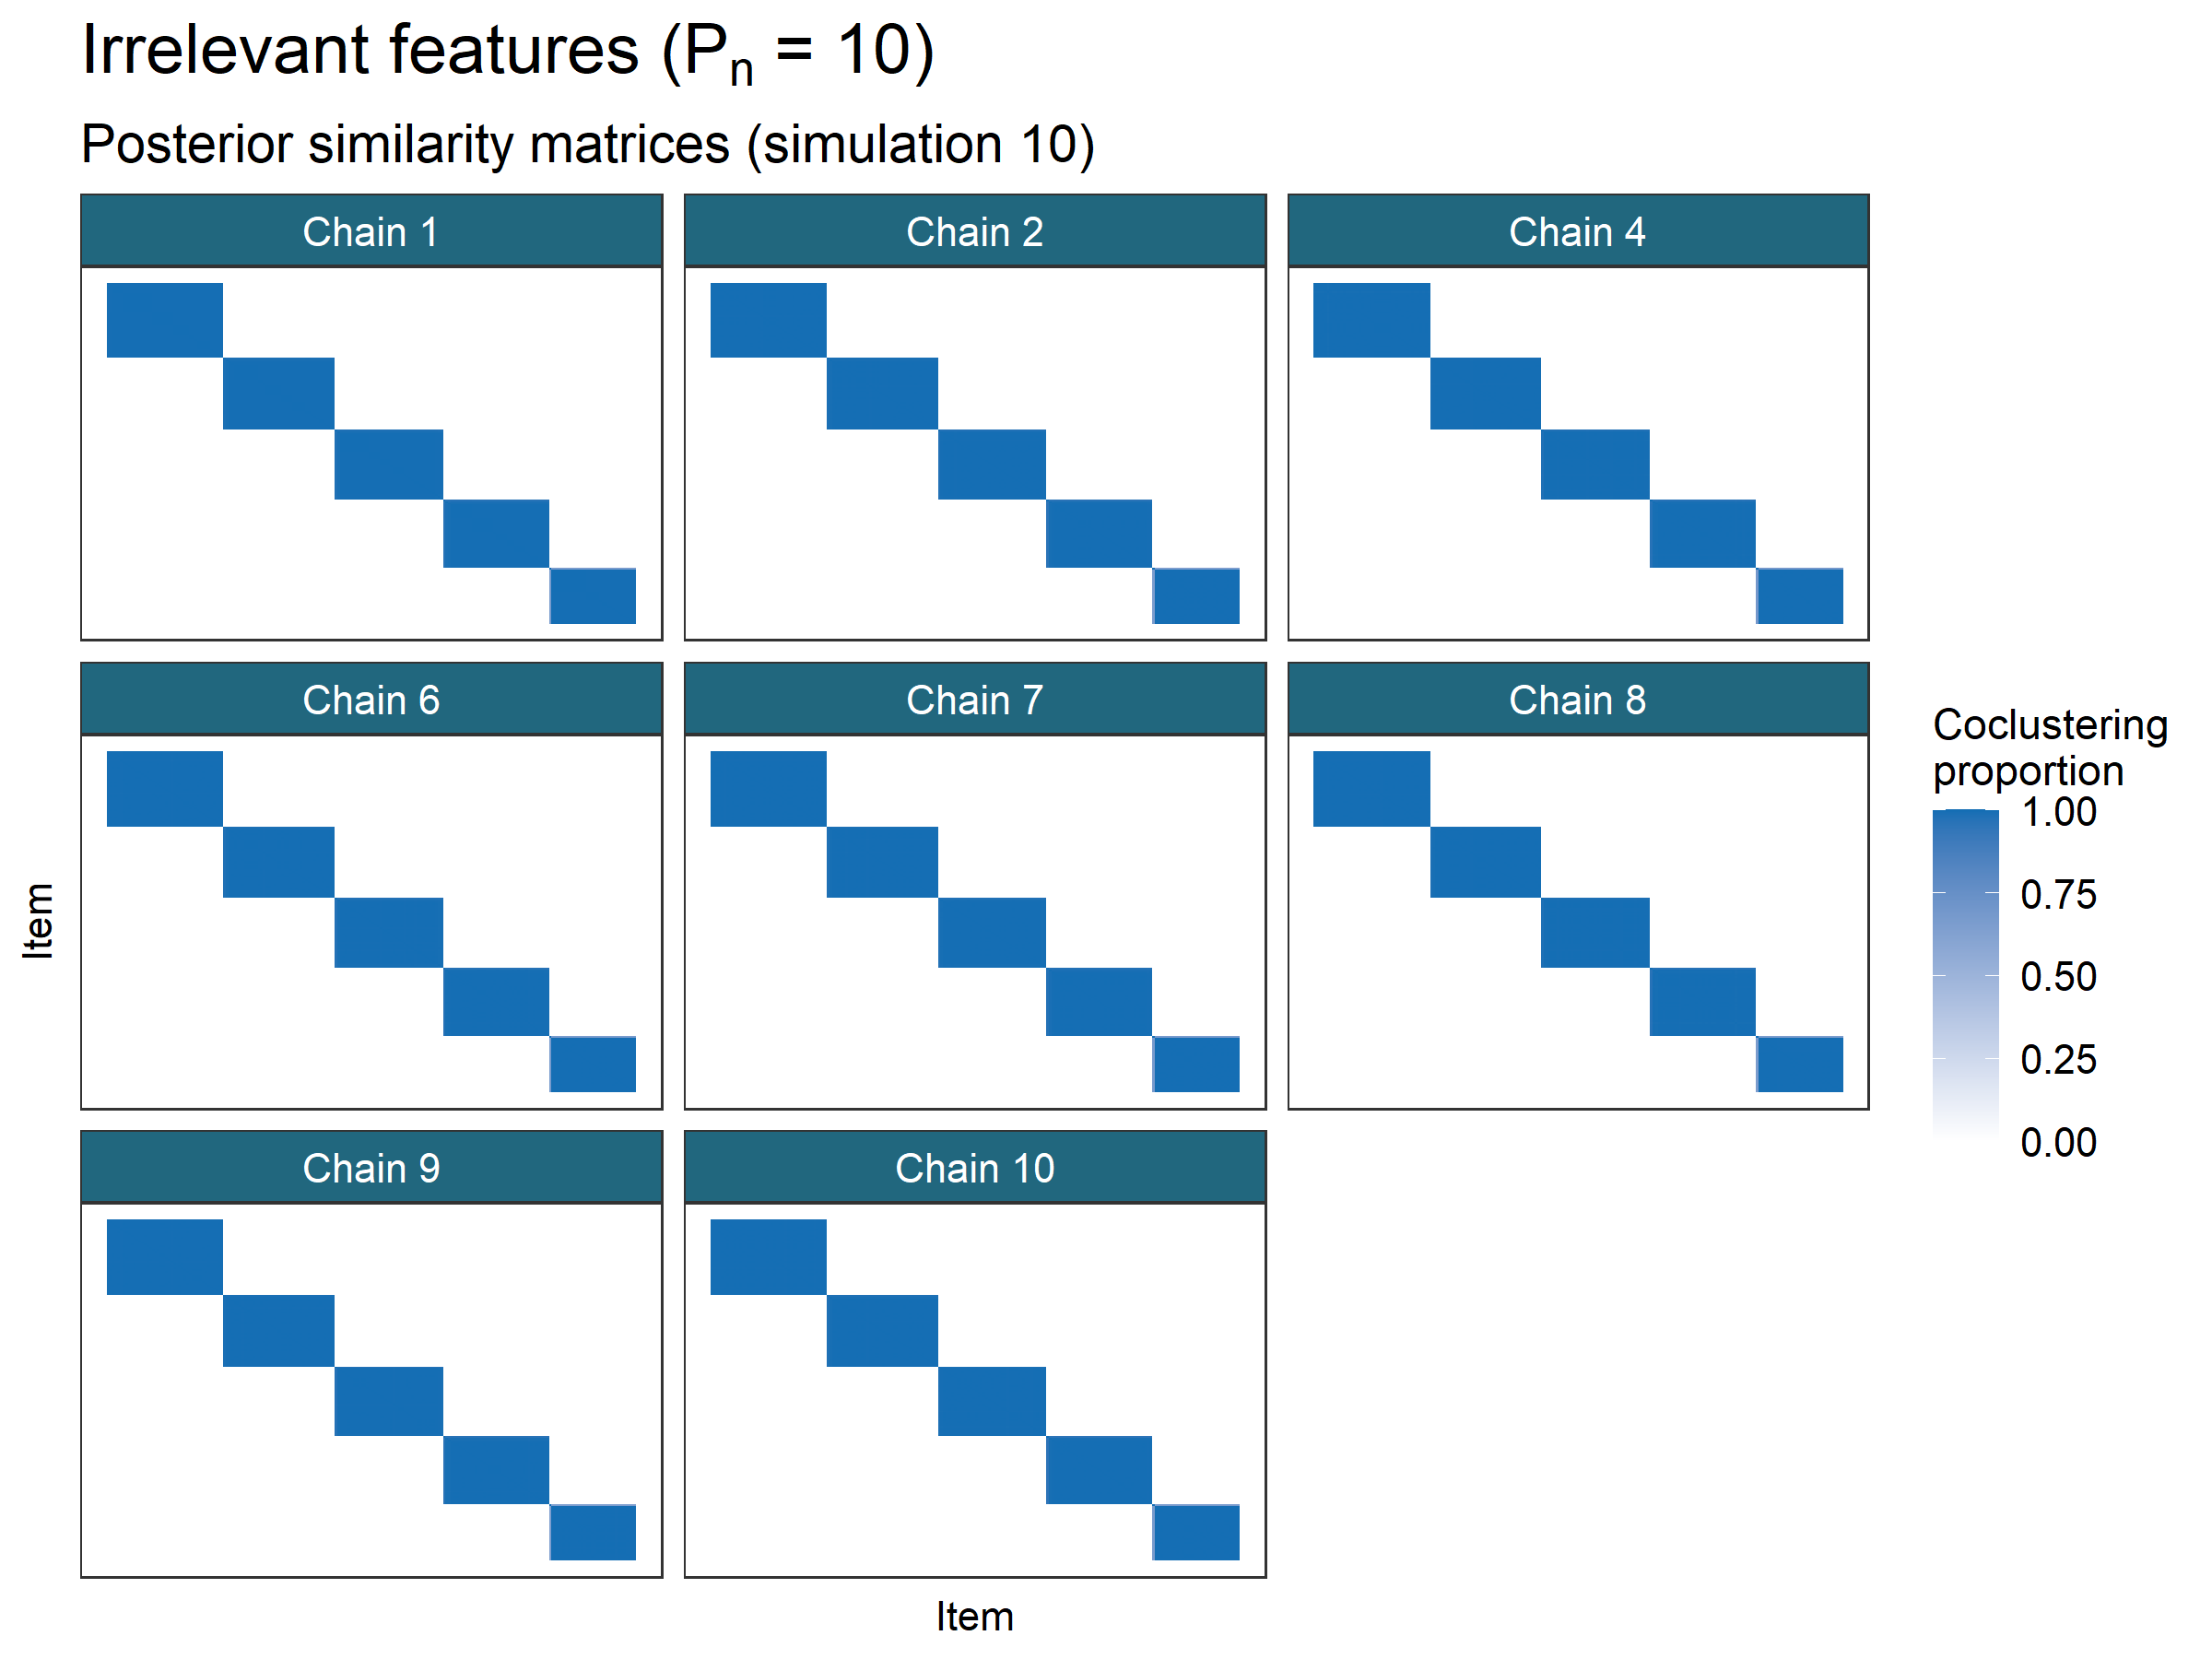 Irrelevant features (Pn = 10)
Posterior similarity matrices (simulation 10)
Chain 1
Chain 2
Chain 4
Chain 6
Chain 7
Chain 8
Chain 9
Chain 10
Item
Item
Coclustering
proportion
1.00
0.75
0.50
0.25
0.00